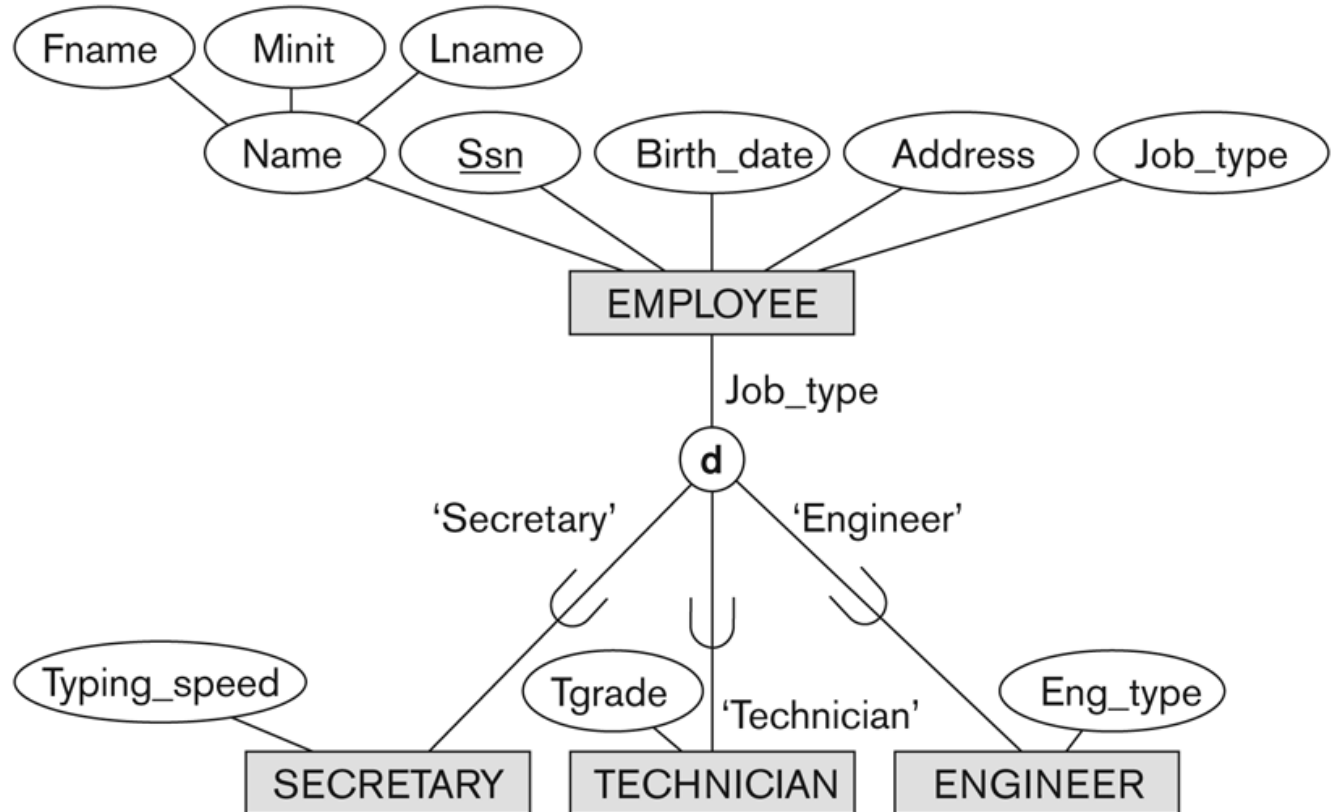 Fname
Minit
Lname
Name
Ssn
Birth_date
Address
Job_type
EMPLOYEE
Job_type
d
‘Secretary’
‘Engineer’
Typing_speed
Tgrade
‘Technician’
Eng_type
SECRETARY
TECHNICIAN
ENGINEER